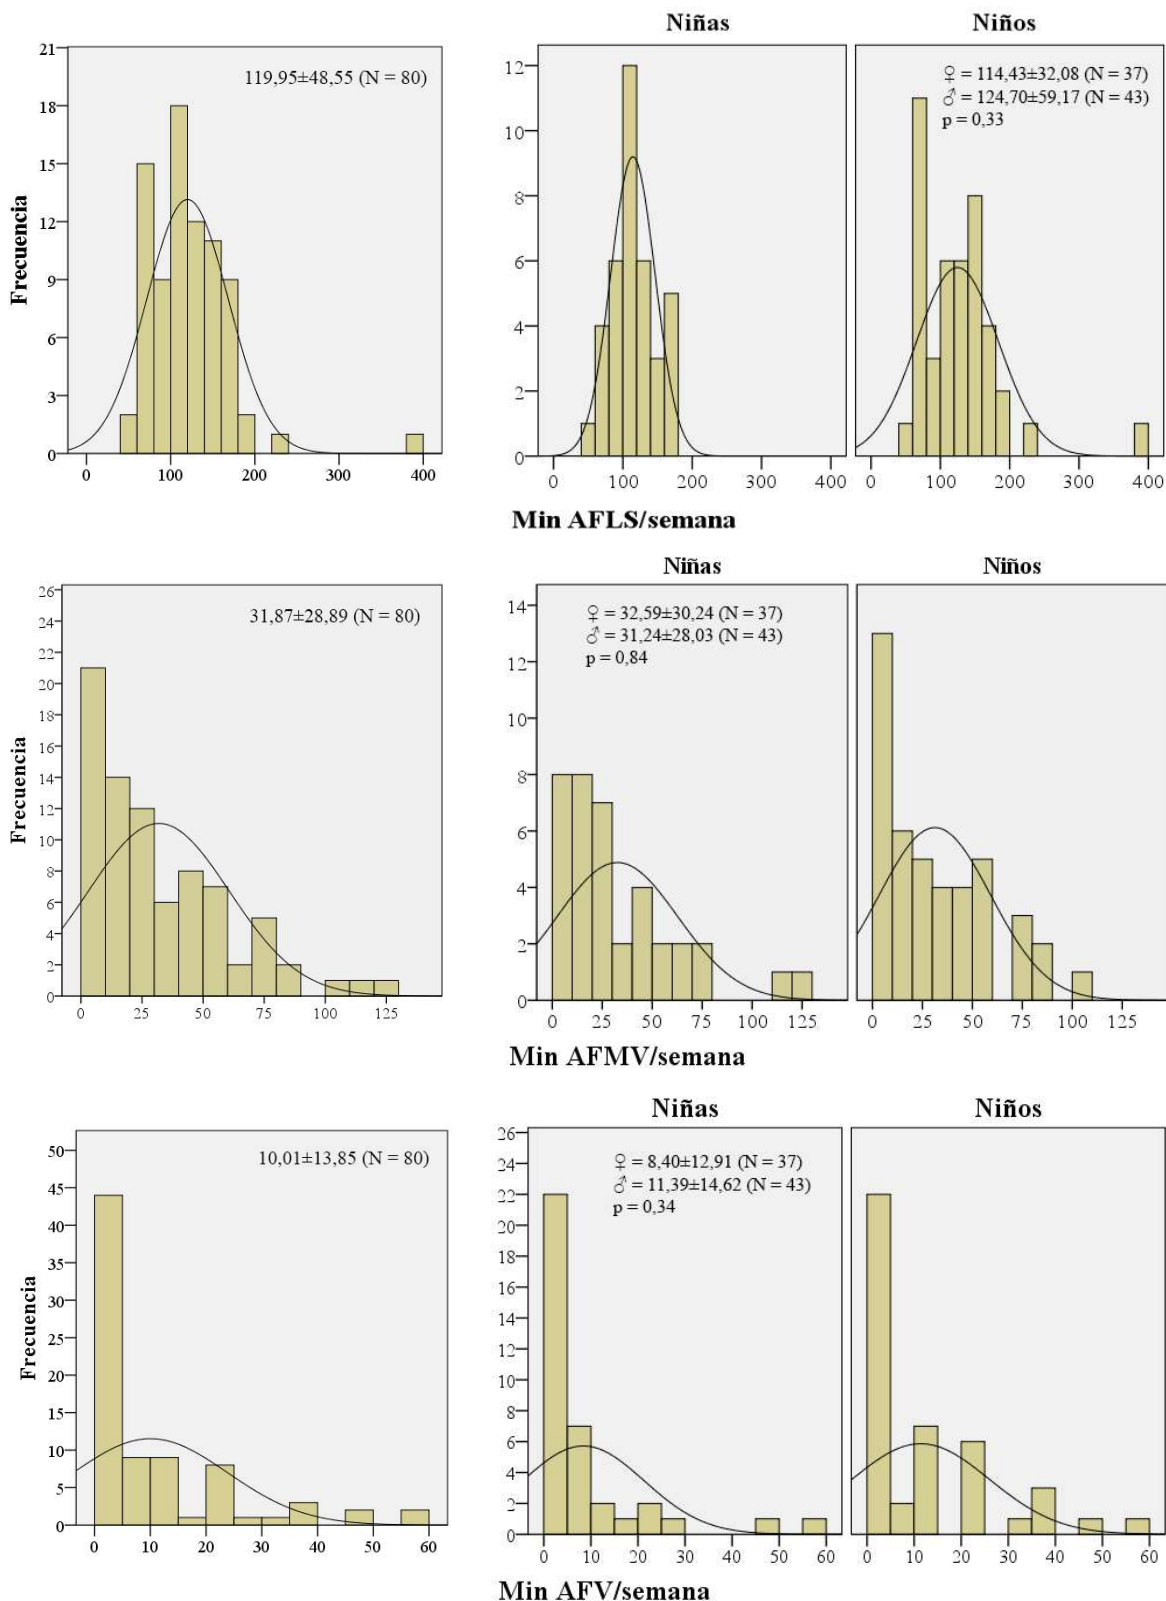 Niñas
Niños
21
18
15
12
9
6
3
0
Frecuencia
119,95±48,55 (N = 80)
0 100 200 300 400
12
10
8
6
4
2
0
♀ = 114,43±32,08 (N = 37)
♂ = 124,70±59,17 (N = 43)
p = 0,33
0 100 200 300 400
0 100 200 300 400
Min AFLS/semana
Niñas
Niños
26
24
22
20
18
16
14
12
10
8
6
4
2
0
Frecuencia
31,87±28,89 (N = 80)
0 25 50 75 100 125
14
12
10
8
6
4
2
0
♀ = 32,59±30,24 (N = 37)
♂ = 31,24±28,03 (N = 43)
p = 0,84
0 25 50 75 100 125
0 25 50 75 100 125
Min AFMV/semana
Niñas
Niños
50
45
40
35
30
25
20
15
10
5
0
Frecuencia
10,01±13,85 (N = 80)
0 10 20 30 40 50 60
26
24
22
20
18
16
14
12
10
8
6
4
2
0
♀ = 8,40±12,91 (N = 37)
♂ = 11,39±14,62 (N = 43)
p = 0,34
0 10 20 30 40 50 60
0 10 20 30 40 50 60
Min AFV/semana